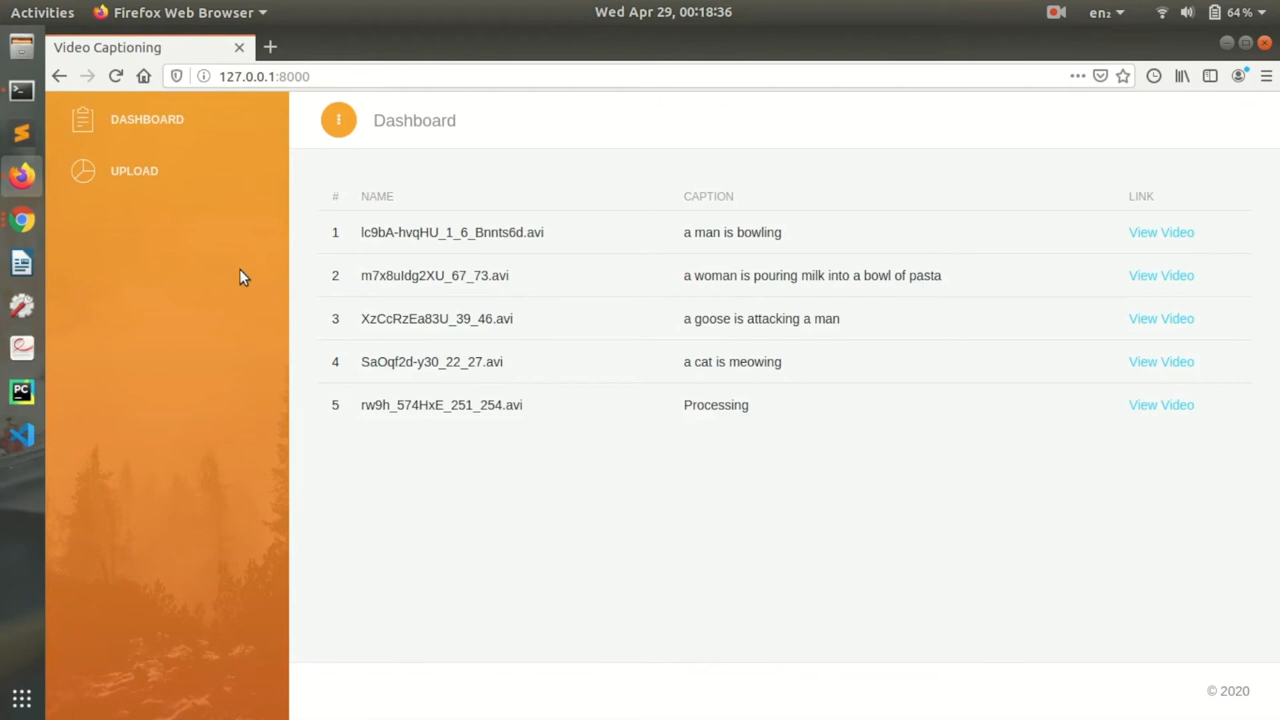 Activities Firefox Web Browser Wed Apr 29, 00:18:36 en₂ 64 %
Video Captioning
127.0.0.1:8000
DASHBOARD
UPLOAD
Dashboard
# NAME CAPTION LINK
1 lc9bA-hvqHU_1_6_Bnnts6d.avi a man is bowling View Video
2 m7x8uIdg2XU_67_73.avi a woman is pouring milk into a bowl of pasta View Video
3 XzCcRzEa83U_39_46.avi a goose is attacking a man View Video
4 SaOqf2d-y30_22_27.avi a cat is meowing View Video
5 rw9h_574HxE_251_254.avi Processing View Video
PC
© 2020